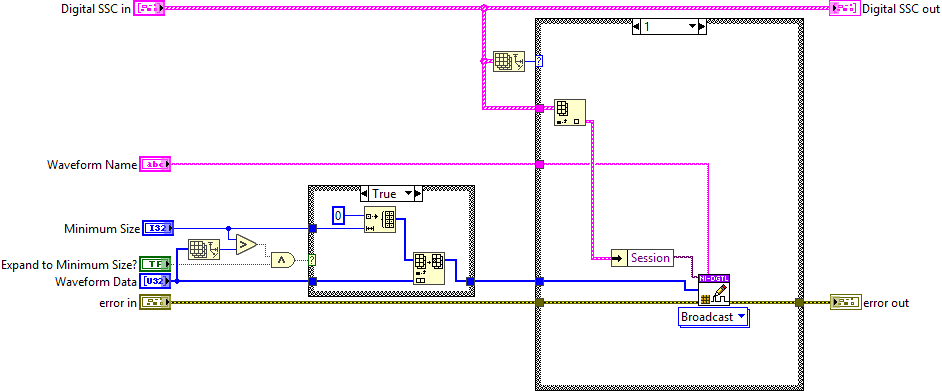 Digital SSC in
Digital SSC out
1
?
Waveform Name
abc
True
0
Minimum Size
I32
>
Expand to Minimum Size?
TF
?
Session
Waveform Data
U32
NI-DGTL
error in
error out
Broadcast